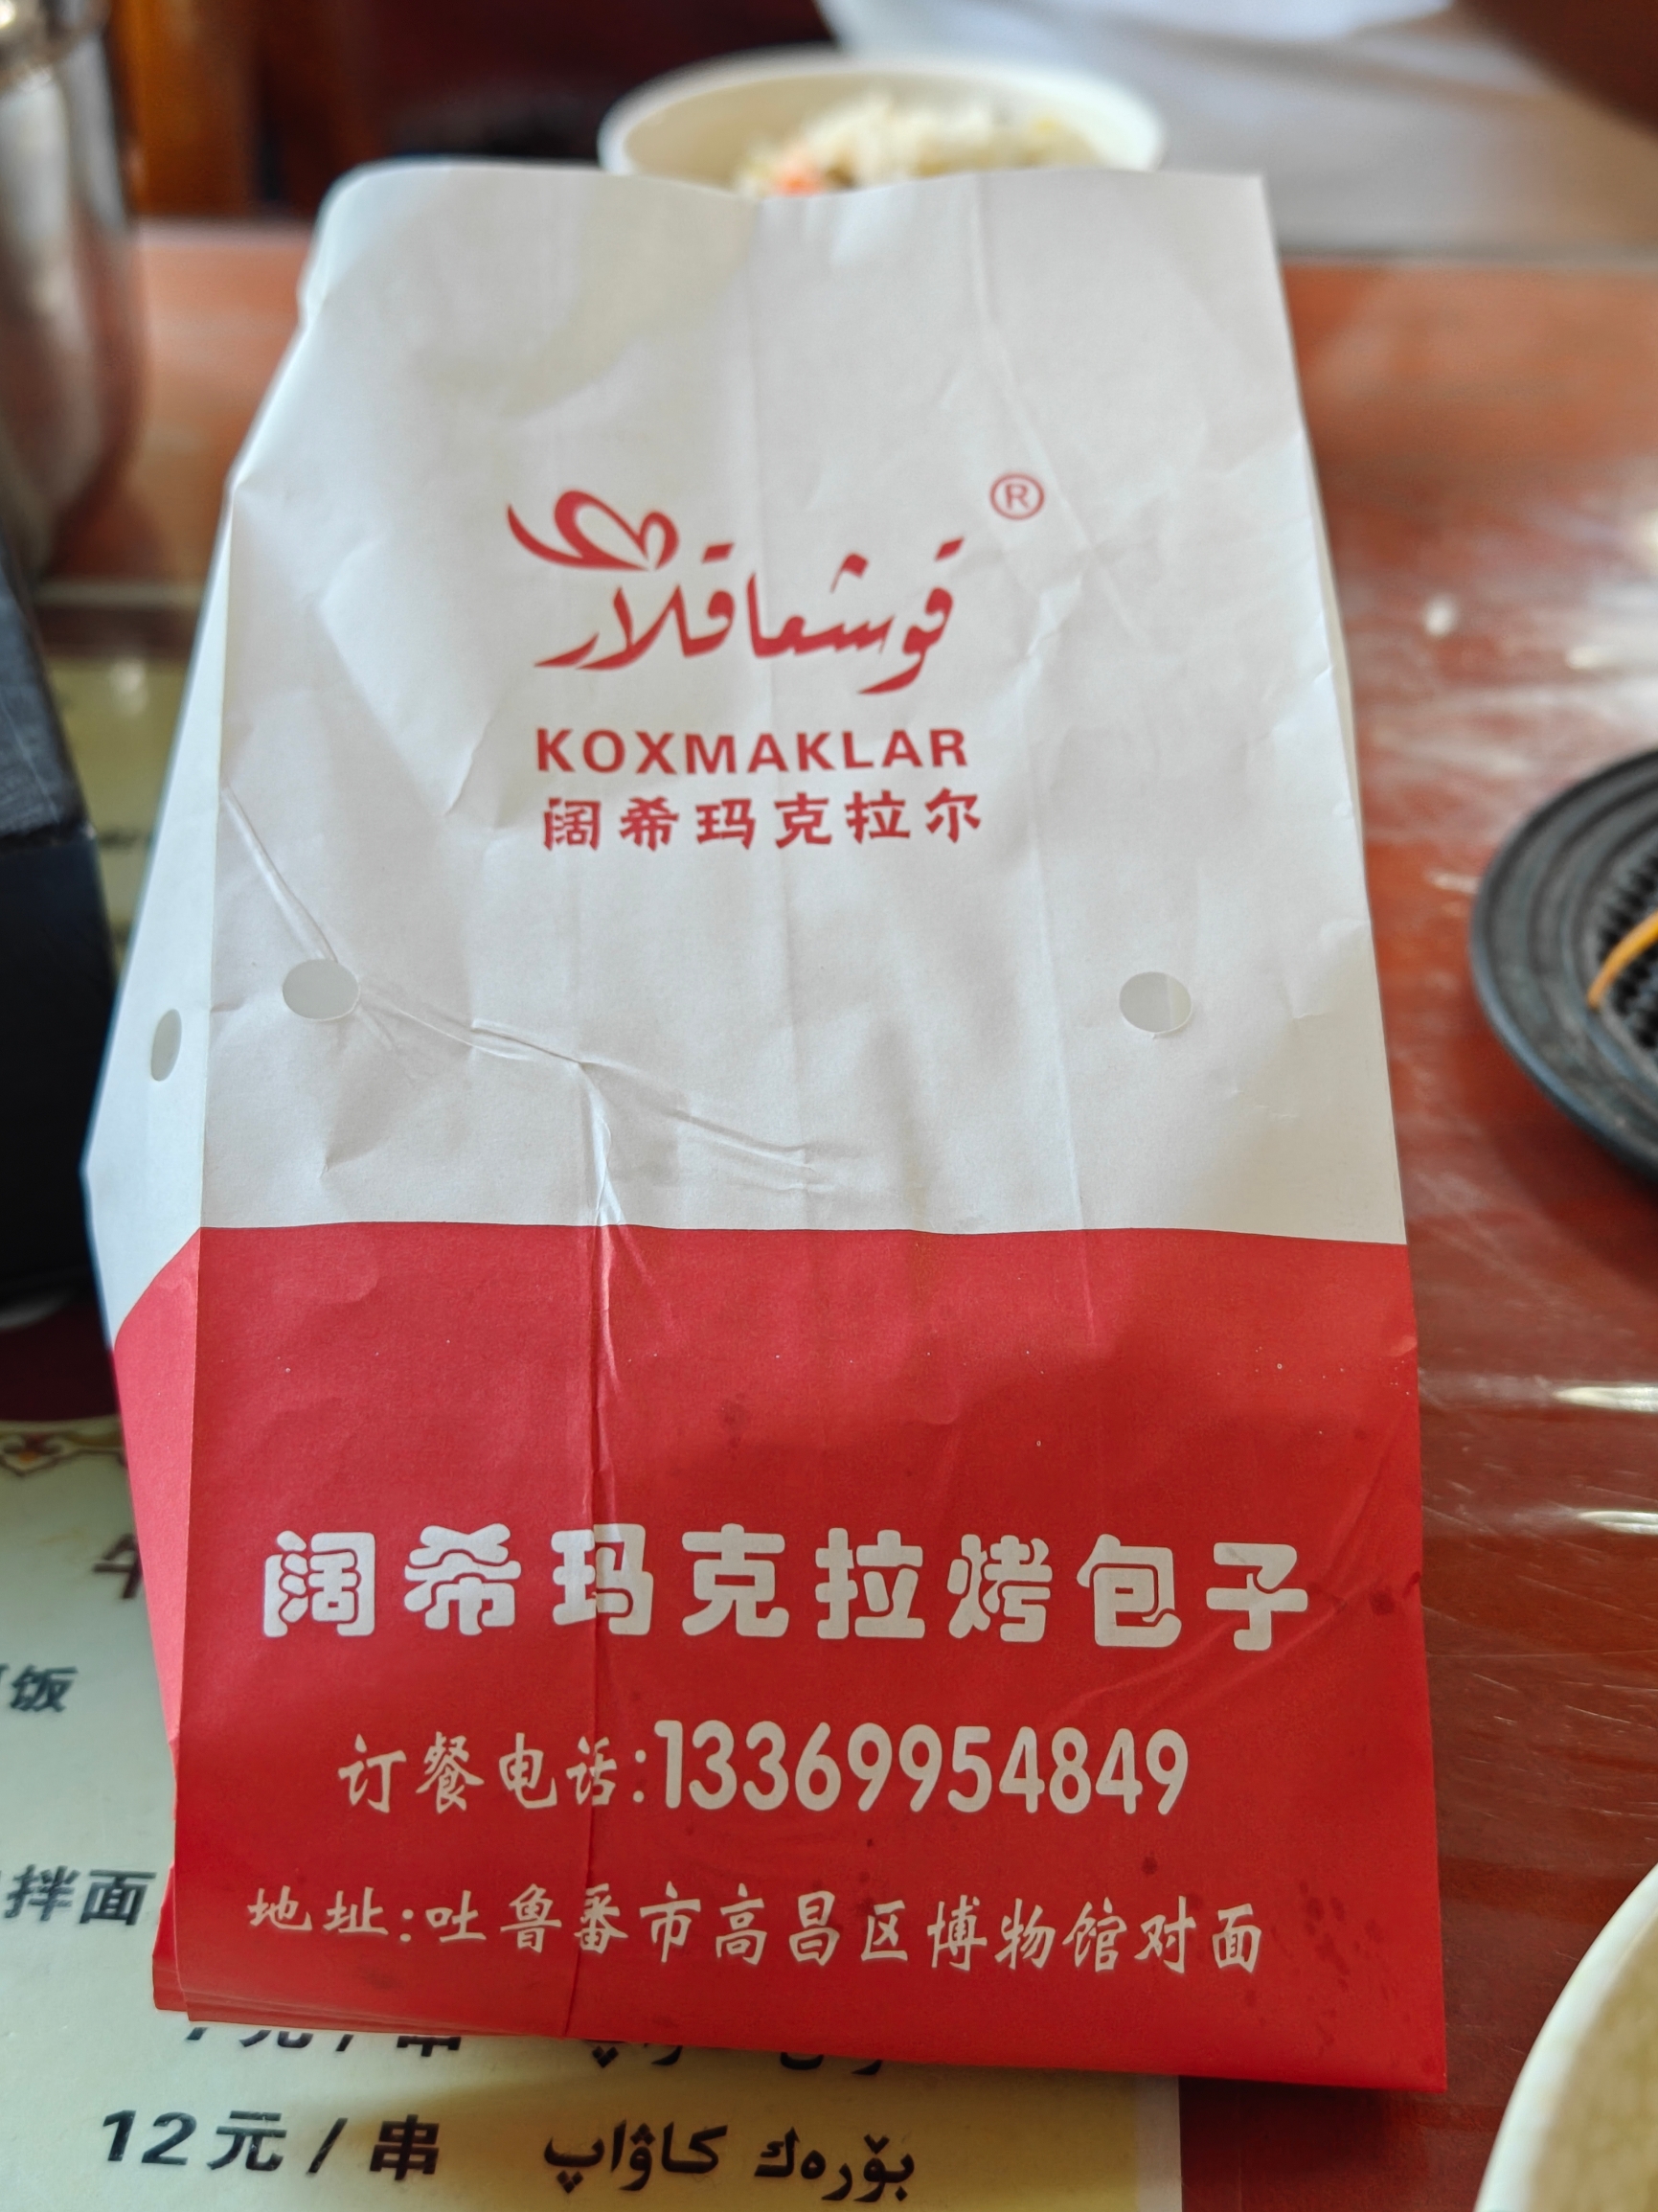 قوشماقلار ®
KOXMAKLAR
阔希玛克拉尔
阔希玛克拉烤包子
订餐电话:13369954849
地址:吐鲁番市高昌区博物馆对面
饭
拌面
元/串
12元/串 بۆرەك كاۋاپ